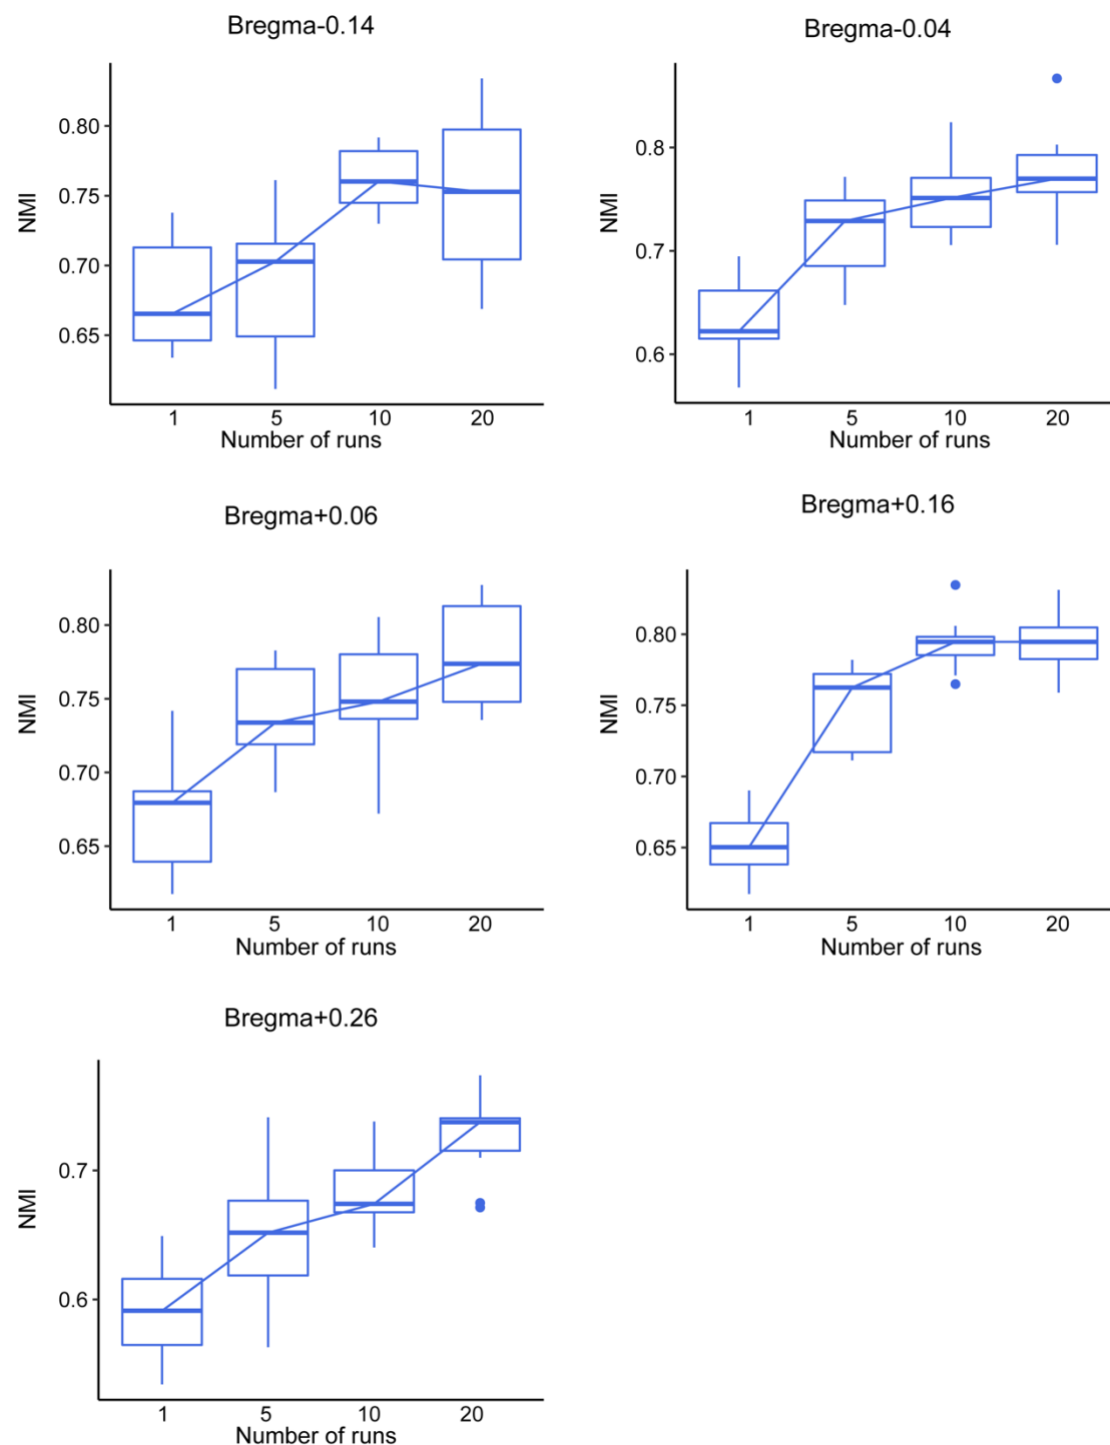 Bregma-0.14
NMI
0.80
0.75
0.70
0.65
1 5 10 20
Number of runs
Bregma-0.04
NMI
0.8
0.7
0.6
1 5 10 20
Number of runs
Bregma+0.06
NMI
0.80
0.75
0.70
0.65
1 5 10 20
Number of runs
Bregma+0.16
NMI
0.80
0.75
0.70
0.65
1 5 10 20
Number of runs
Bregma+0.26
NMI
0.7
0.6
1 5 10 20
Number of runs